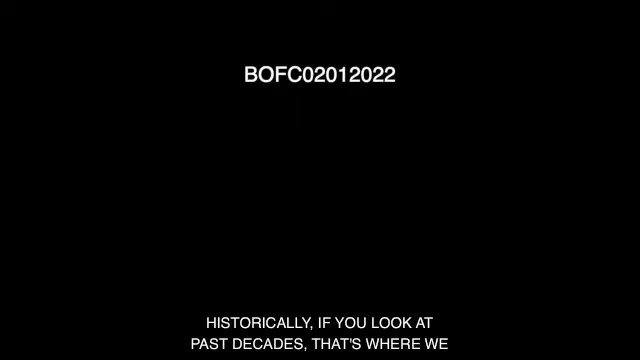 BOFC02012022
HISTORICALLY, IF YOU LOOK AT
PAST DECADES, THAT'S WHERE WE